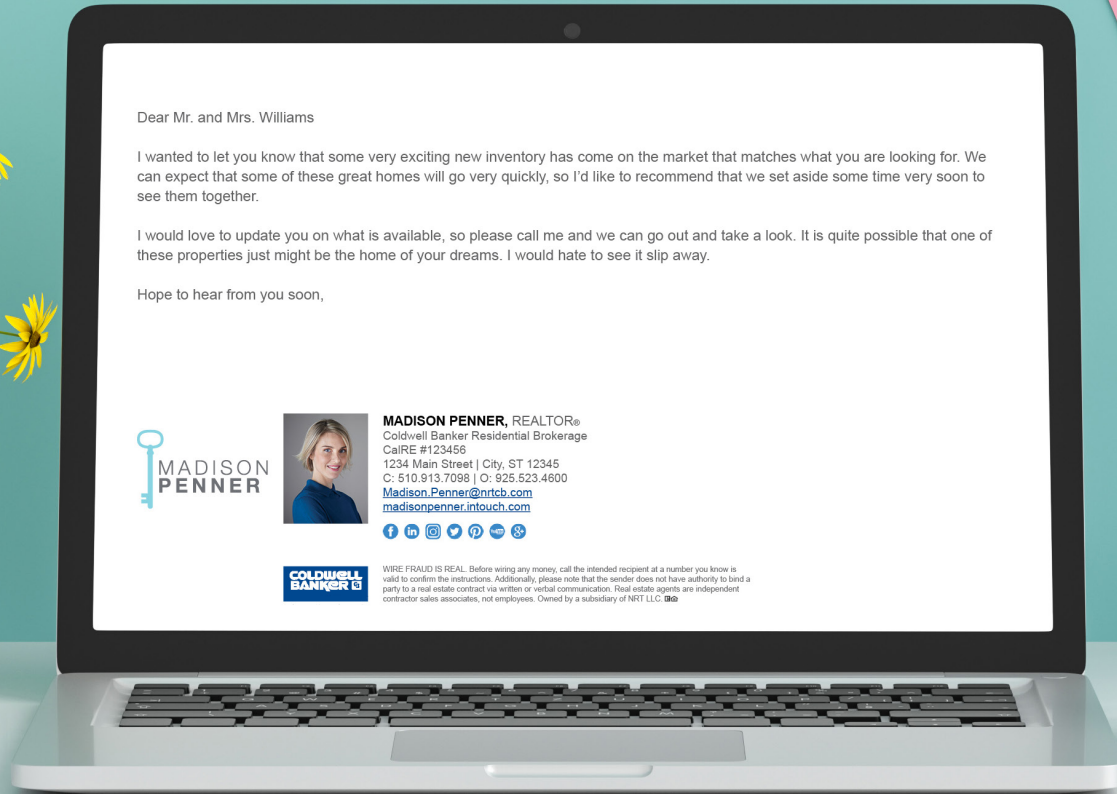 Dear Mr. and Mrs. Williams
I wanted to let you know that some very exciting new inventory has come on the market that matches what you are looking for. We
can expect that some of these great homes will go very quickly, so I'd like to recommend that we set aside some time very soon to
see them together.
I would love to update you on what is available, so please call me and we can go out and take a look. It is quite possible that one of
these properties just might be the home of your dreams. I would hate to see it slip away.
Hope to hear from you soon,
MADISON
PENNER
MADISON PENNER, REALTOR®
Coldwell Banker Residential Brokerage
CalRE #123456
1234 Main Street | City, ST 12345
C: 510.913.7098 | O: 925.523.4600
Madison.Penner@nrtcb.com
madisonpenner.intouch.com
COLDWELL
BANKER
WIRE FRAUD IS REAL. Before wiring any money, call the intended recipient at a number you know is
valid to confirm the instructions. Additionally, please note that the sender does not have authority to bind a
party to a real estate contract via written or verbal communication. Real estate agents are independent
contractor sales associates, not employees. Owned by a subsidiary of NRT LLC.